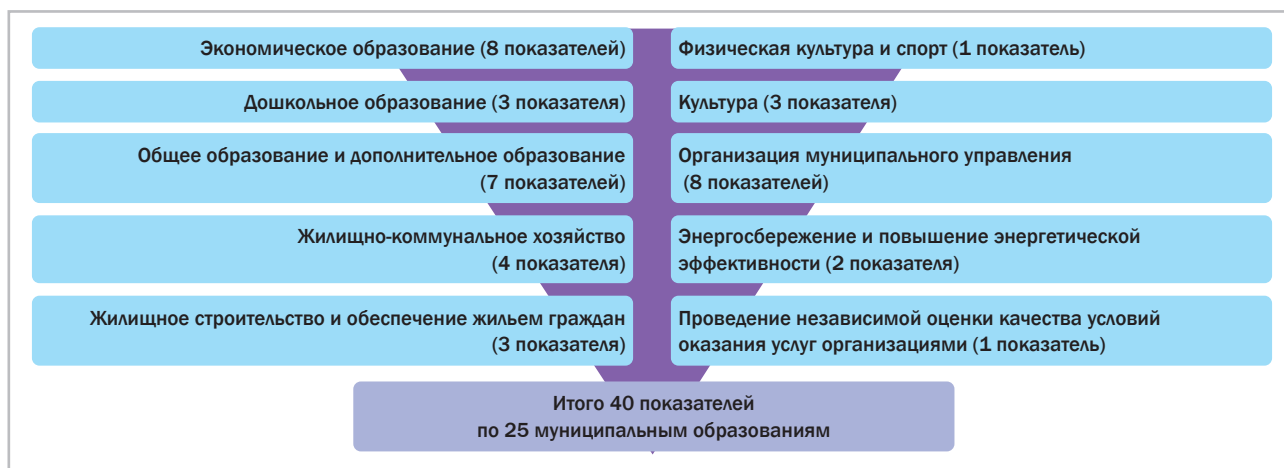 Экономическое образование (8 показателей)
Дошкольное образование (3 показателя)
Общее образование и дополнительное образование
(7 показателей)
Жилищно-коммунальное хозяйство
(4 показателя)
Жилищное строительство и обеспечение жильем граждан
(3 показателя)
Физическая культура и спорт (1 показатель)
Культура (3 показателя)
Организация муниципального управления
(8 показателей)
Энергосбережение и повышение энергетической
эффективности (2 показателя)
Проведение независимой оценки качества условий
оказания услуг организациями (1 показатель)
Итого 40 показателей
по 25 муниципальным образованиям